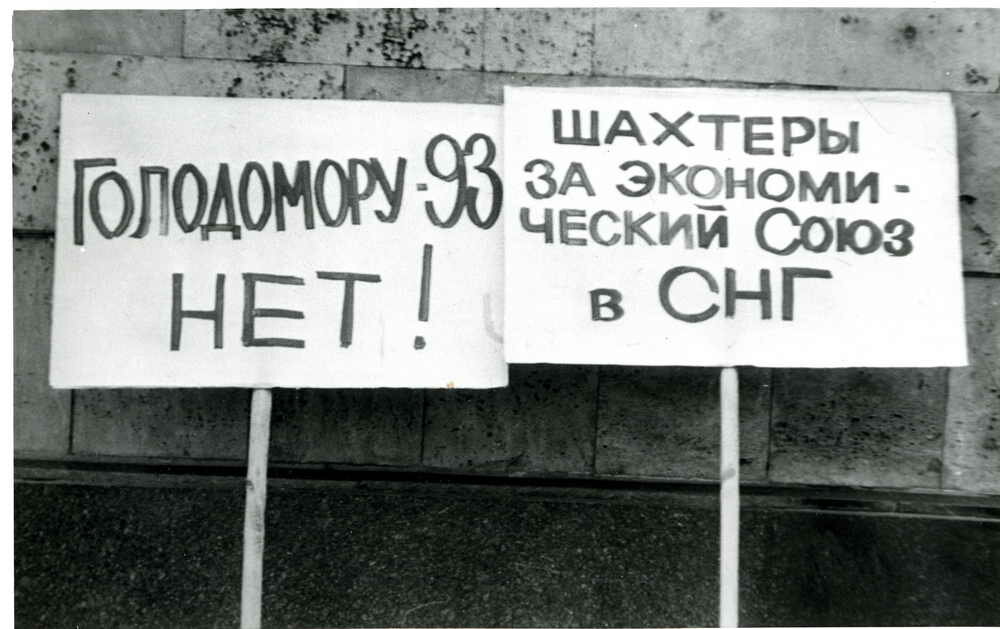 ГОЛОДОМОРУ-93
НЕТ!
ШАХТЕРЫ
ЗА ЭКОНОМИ-
ЧЕСКИЙ СОЮЗ
В СНГ